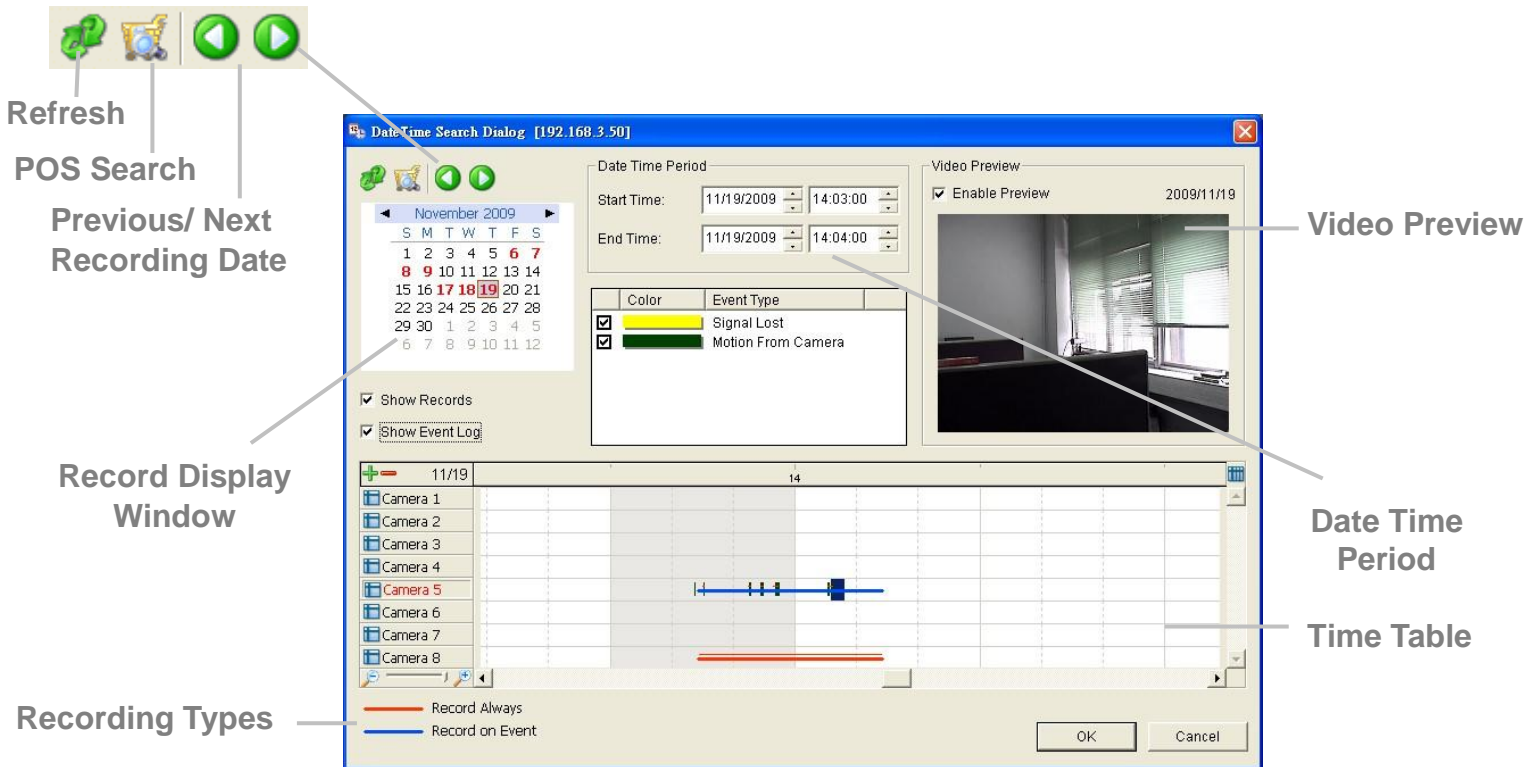 Refresh
POS Search
Previous/ Next
Recording Date
DateTime Search Dialog [192.168.3.50]
November 2009
S M T W T F S
1 2 3 4 5 6 7
8 9 10 11 12 13 14
15 16 17 18 19 20 21
22 23 24 25 26 27 28
29 30 1 2 3 4 5
6 7 8 9 10 11 12
Show Records
Show Event Log
Date Time Period
Start Time: 11/19/2009 14:03:00
End Time: 11/19/2009 14:04:00
Color Event Type
Signal Lost
Motion From Camera
Video Preview
Enable Preview 2009/11/19
Video Preview
Record Display
Window
11/19 14
Camera 1
Camera 2
Camera 3
Camera 4
Camera 5
Camera 6
Camera 7
Camera 8
Date Time
Period
Time Table
Recording Types
Record Always
Record on Event
OK Cancel